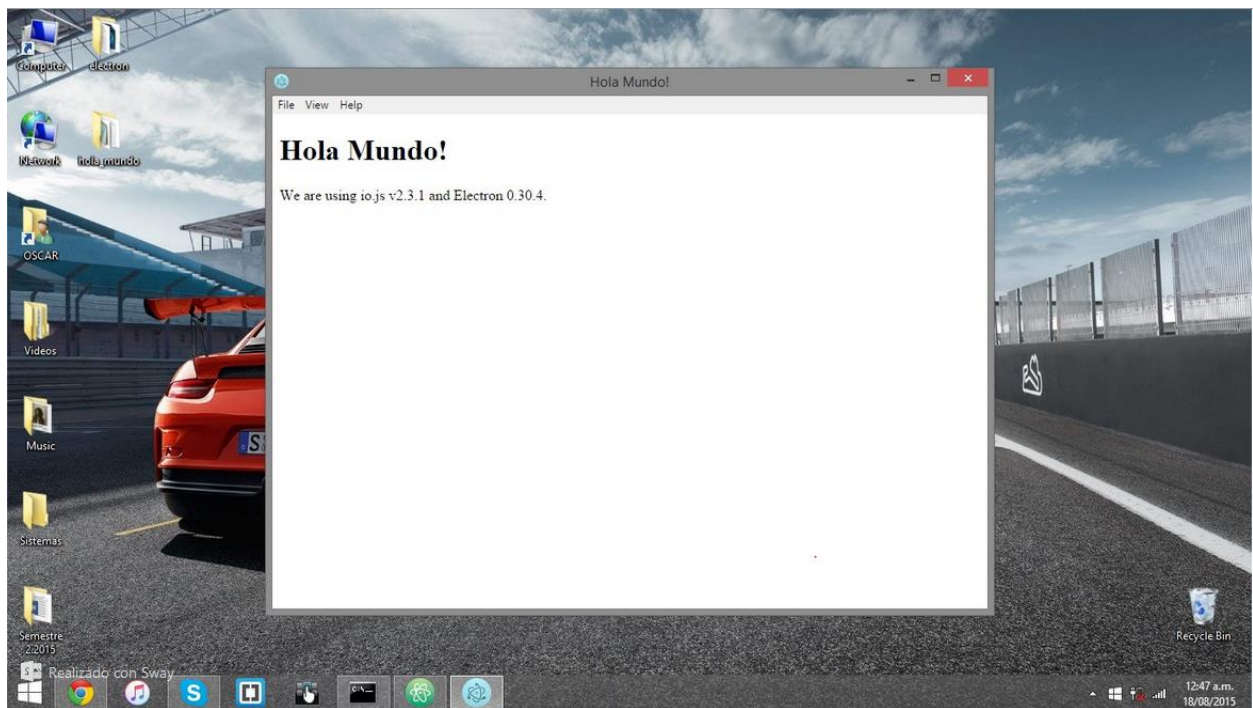 Computer
electron
Hola Mundo!
File View Help
Network
hola_mundo
Hola Mundo!
We are using io.js v2.3.1 and Electron 0.30.4.
OSCAR
Videos
S
Music
Sistemas
Semestre
2.2015
Recycle Bin
Realizado con Sway
S
C:\
12:47 a.m.
18/08/2015